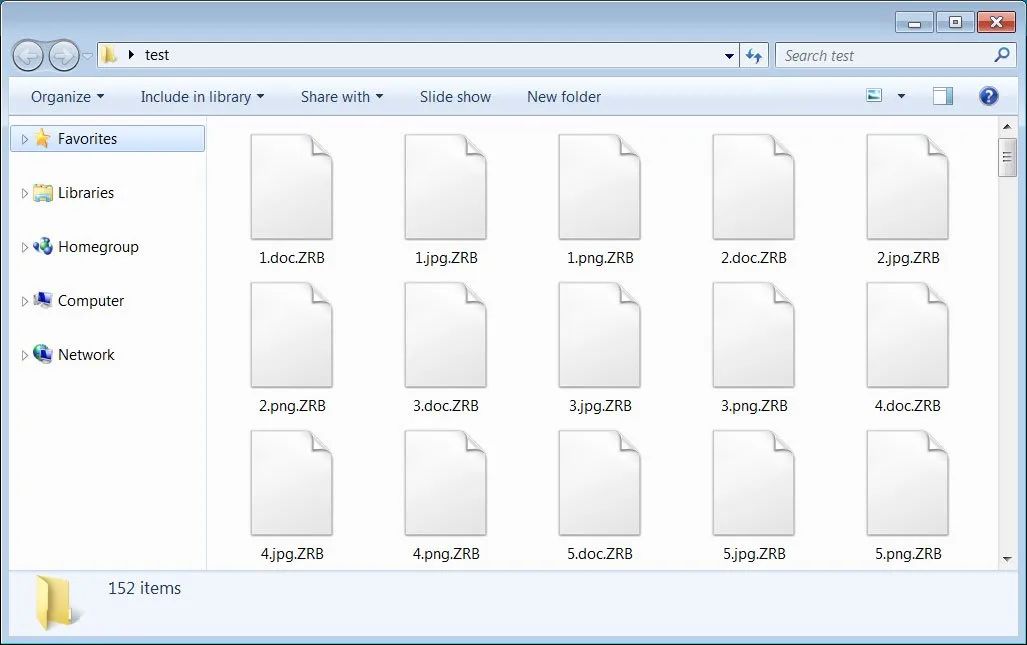 test
Search test
Organize Include in library Share with Slide show New folder
Favorites
Libraries
Homegroup
Computer
Network
1.doc.ZRB 1.jpg.ZRB 1.png.ZRB 2.doc.ZRB 2.jpg.ZRB
2.png.ZRB 3.doc.ZRB 3.jpg.ZRB 3.png.ZRB 4.doc.ZRB
4.jpg.ZRB 4.png.ZRB 5.doc.ZRB 5.jpg.ZRB 5.png.ZRB
152 items